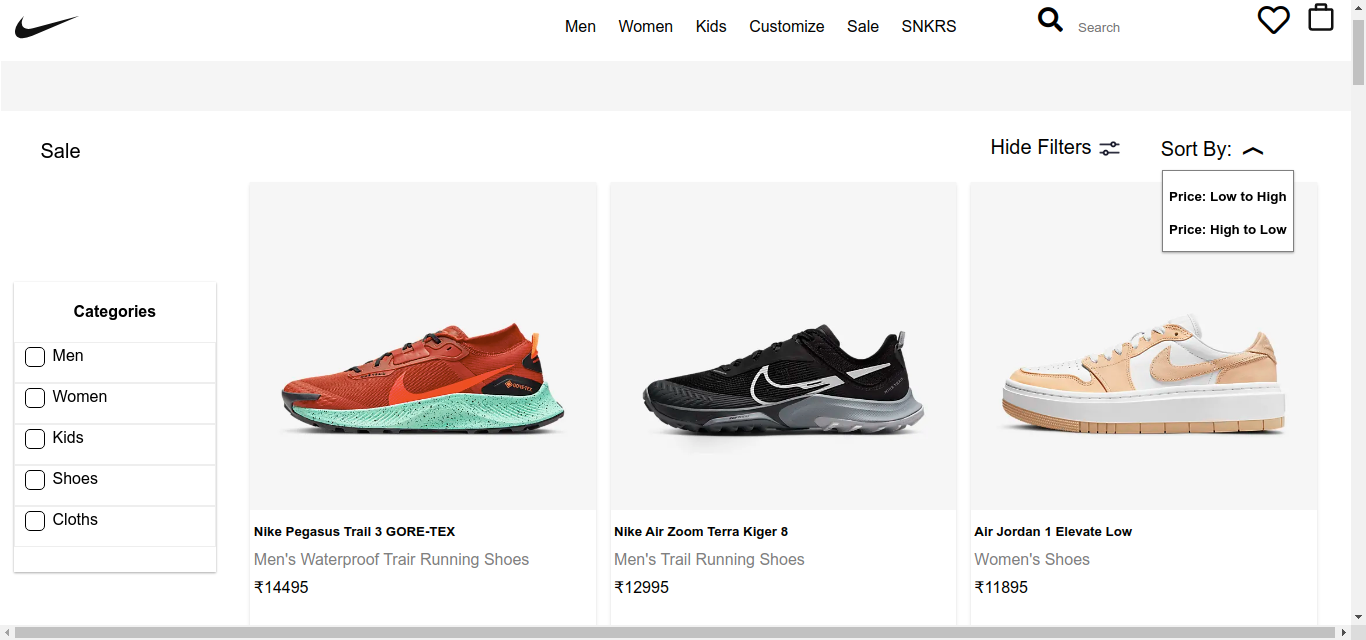 Men Women Kids Customize Sale SNKRS Search
Sale
Hide Filters
Sort By:
Price: Low to High
Price: High to Low
Categories
Men
Women
Kids
Shoes
Cloths
Nike Pegasus Trail 3 GORE-TEX
Men's Waterproof Trair Running Shoes
₹14495
Nike Air Zoom Terra Kiger 8
Men's Trail Running Shoes
₹12995
Air Jordan 1 Elevate Low
Women's Shoes
₹11895